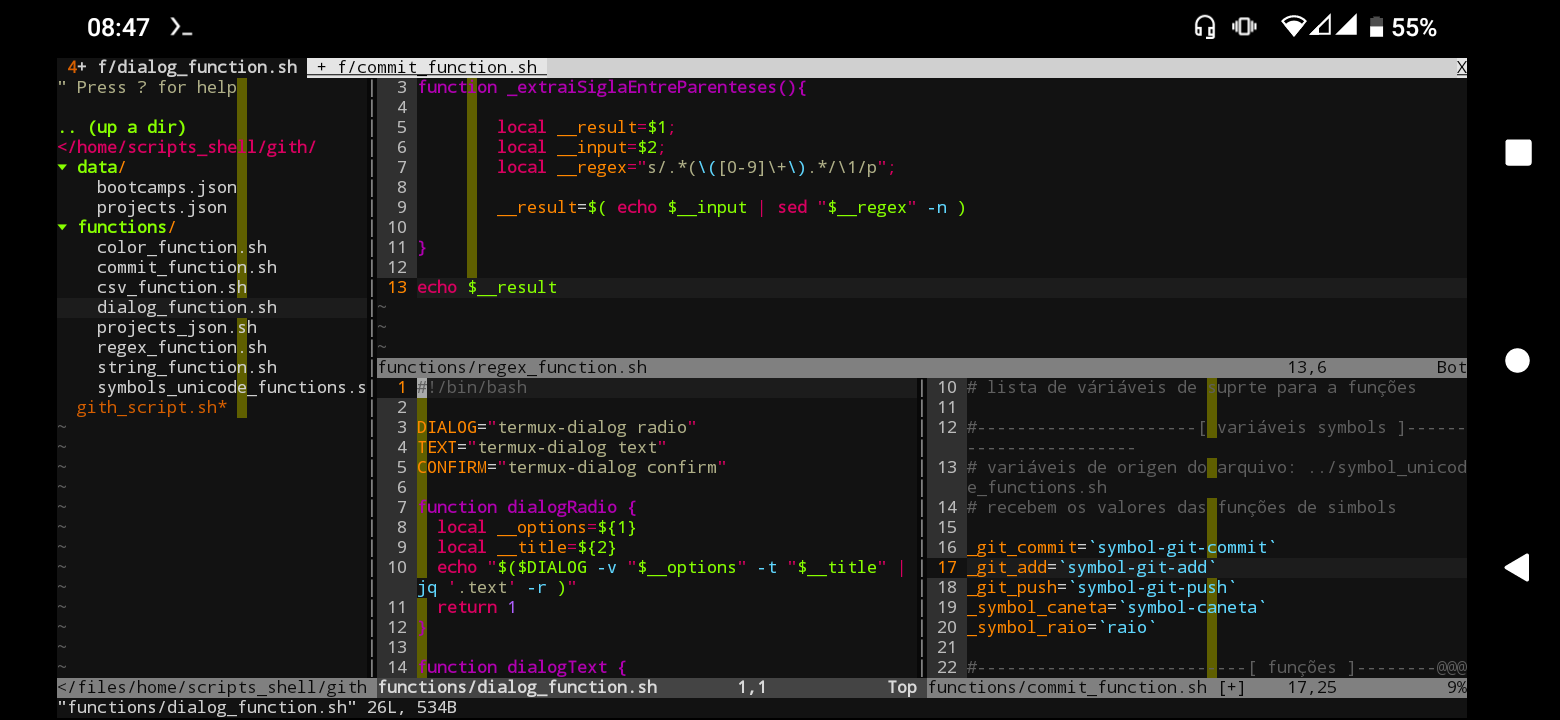 08:47 55%
4+ f/dialog_function.sh  + f/commit_function.sh X
" Press ? for help
.. (up a dir)
</home/scripts_shell/gith/
▾ data/
bootcamps.json
projects.json
▾ functions/
color_function.sh
commit_function.sh
csv_function.sh
dialog_function.sh
projects_json.sh
regex_function.sh
string_function.sh
symbols_unicode_functions.s
gith_script.sh*
~
~
~
~
~
~
~
~
~
~
~
~
~
</files/home/scripts_shell/gith
3 function _extraiSiglaEntreParenteses(){
4
5         local __result=$1;
6         local __input=$2;
7         local __regex="s/.*(\([0-9]\+\).*/\1/p";
8
9         __result=$( echo $__input | sed "$__regex" -n )
10
11 }
12
13 echo $__result
~
~
~
functions/regex_function.sh 13,6 Bot
1 #!/bin/bash
2
3 DIALOG="termux-dialog radio"
4 TEXT="termux-dialog text"
5 CONFIRM="termux-dialog confirm"
6
7 function dialogRadio {
8   local __options=${1}
9   local __title=${2}
10   echo "$($DIALOG -v "$__options" -t "$__title" |
jq '.text' -r )"
11   return 1
12 }
13
14 function dialogText {
functions/dialog_function.sh 1,1 Top
10 # lista de váriáveis de suprte para a funções
11
12 #----------------------[ variáveis symbols ]------
-----------------
13 # variáveis de origen do arquivo: ../symbol_unicod
e_functions.sh
14 # recebem os valores das funções de simbols
15
16 _git_commit=`symbol-git-commit`
17 _git_add=`symbol-git-add`
18 _git_push=`symbol-git-push`
19 _symbol_caneta=`symbol-caneta`
20 _symbol_raio=`raio`
21
22 #---------------------------[ funções ]--------@@@
functions/commit_function.sh [+] 17,25 9%
"functions/dialog_function.sh" 26L, 534B